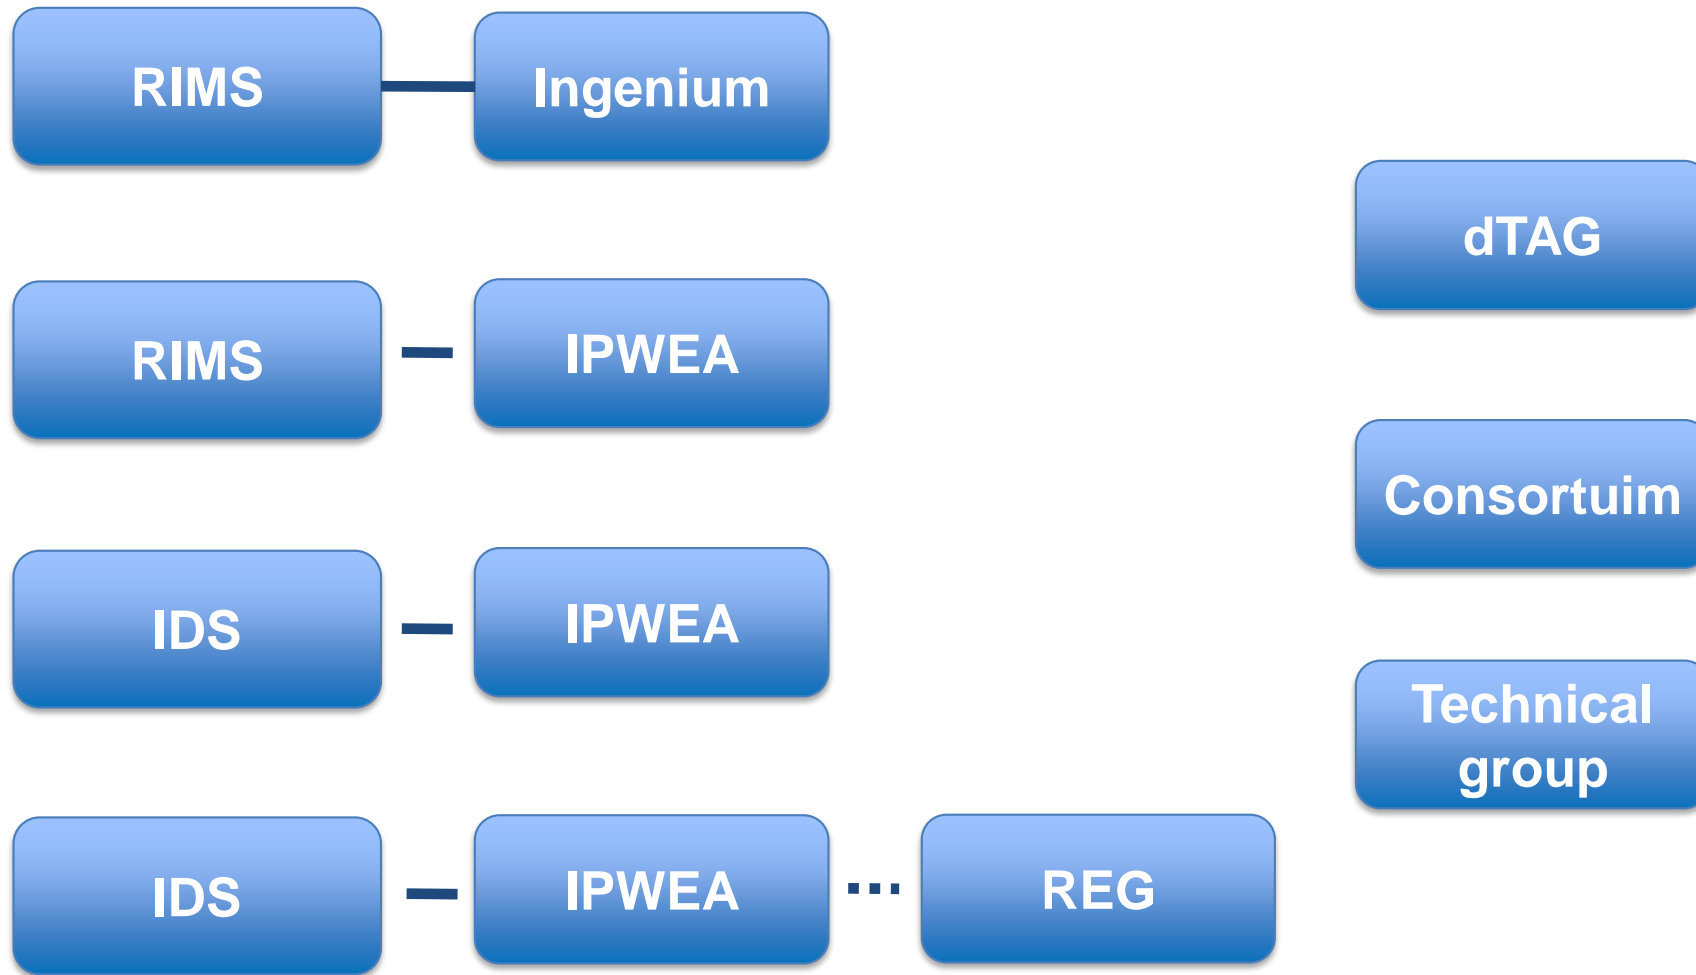 RIMS
Ingenium
dTAG
RIMS
IPWEA
Consortuim
IDS
IPWEA
Technical
group
IDS
IPWEA
REG